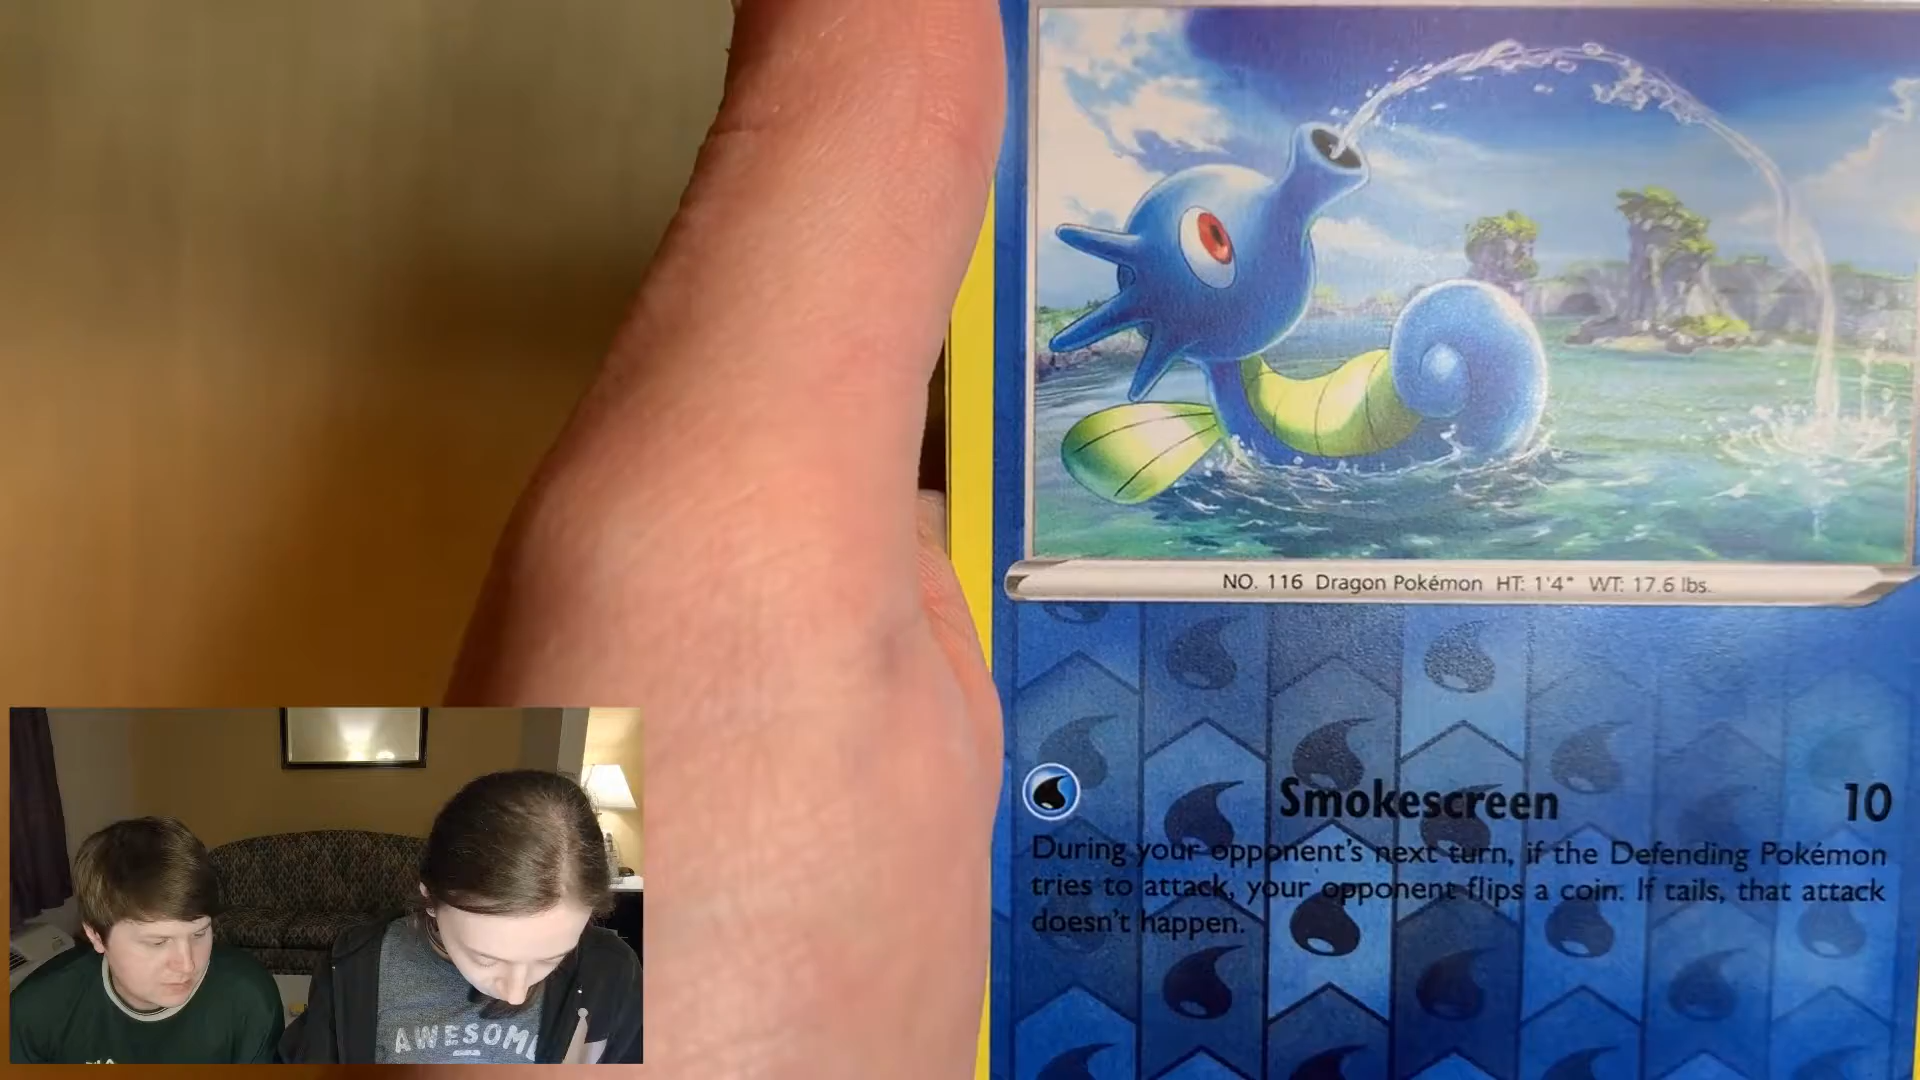 NO. 116 Dragon Pokémon HT: 1'4" WT: 17.6 lbs.
Smokescreen 10
During your opponent's next turn, if the Defending Pokémon
tries to attack, your opponent flips a coin. If tails, that attack
doesn't happen.
AWESOME